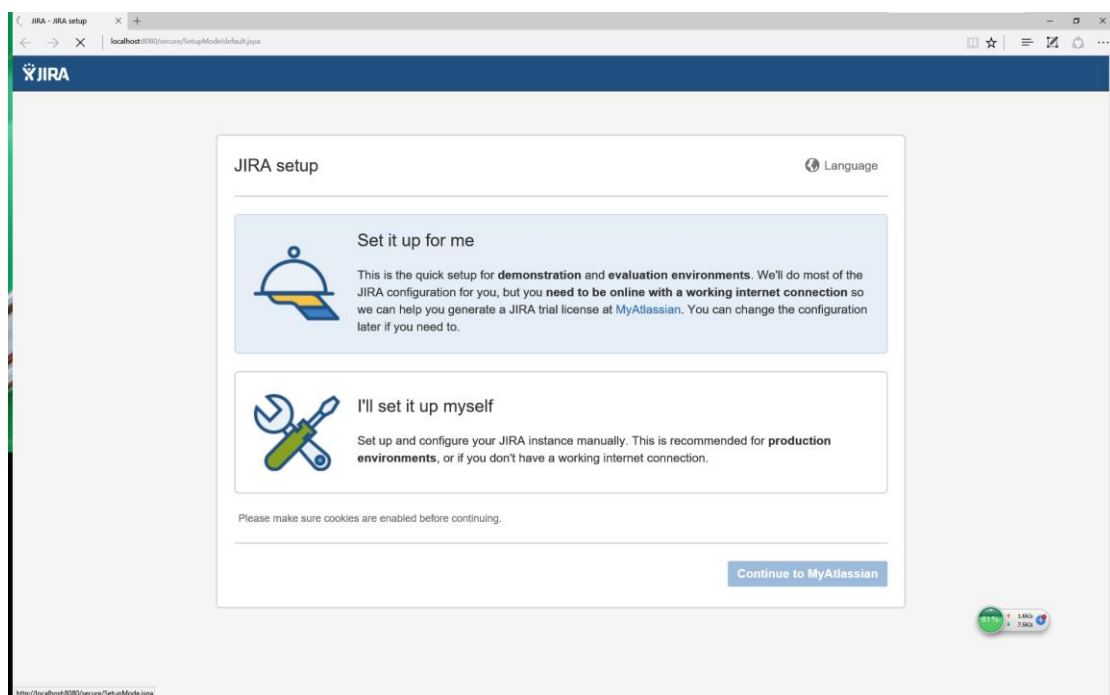 JIRA - JIRA setup
localhost:8080/secure/SetupMode!default.jspa
JIRA
JIRA setup
Language
Set it up for me
This is the quick setup for demonstration and evaluation environments. We'll do most of the
JIRA configuration for you, but you need to be online with a working internet connection so
we can help you generate a JIRA trial license at MyAtlassian. You can change the configuration
later if you need to.
I'll set it up myself
Set up and configure your JIRA instance manually. This is recommended for production
environments, or if you don't have a working internet connection.
Please make sure cookies are enabled before continuing.
Continue to MyAtlassian
61%
1.6K/s
7.5K/s
http://localhost:8080/secure/SetupMode.jspa